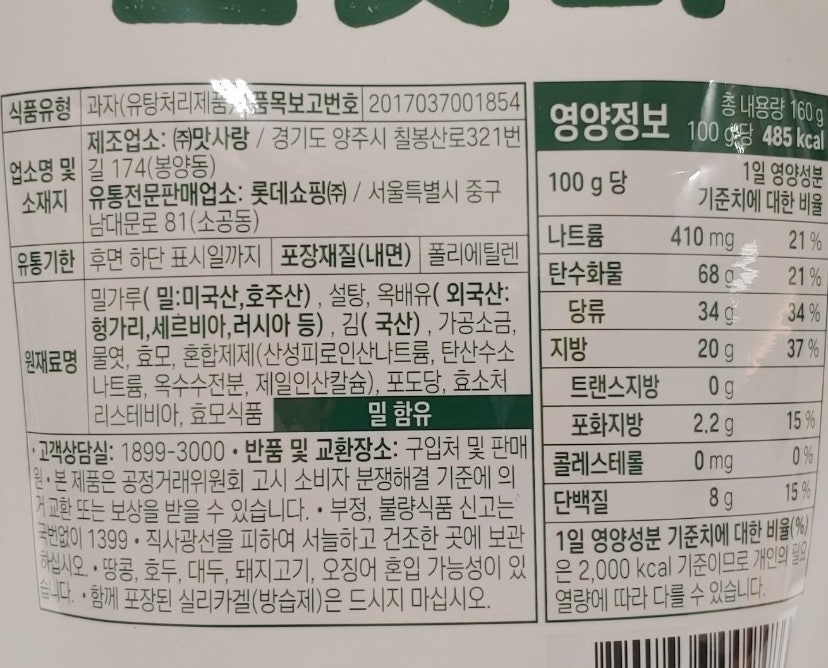 식품유형 과자(유탕처리제품) 품목보고번호 2017037001854
업소명 및 소재지
제조업소: ㈜맛사랑 / 경기도 양주시 칠봉산로321번
길 174(봉양동)
유통전문판매업소: 롯데쇼핑㈜ / 서울특별시 중구
남대문로 81(소공동)
유통기한 후면 하단 표시일까지 포장재질(내면) 폴리에틸렌
원재료명
밀가루( 밀:미국산,호주산) , 설탕, 옥배유( 외국산:
헝가리,세르비아,러시아 등) , 김( 국산) , 가공소금,
물엿, 효모, 혼합제제(산성피로인산나트륨, 탄산수소
나트륨, 옥수수전분, 제일인산칼슘), 포도당, 효소처
리스테비아, 효모식품
밀 함유
• 고객상담실: 1899-3000 • 반품 및 교환장소: 구입처 및 판매
원 • 본 제품은 공정거래위원회 고시 소비자 분쟁해결 기준에 의
거 교환 또는 보상을 받을 수 있습니다. • 부정, 불량식품 신고는
국번없이 1399 • 직사광선을 피하여 서늘하고 건조한 곳에 보관
하십시오. • 땅콩, 호두, 대두, 돼지고기, 오징어 혼입 가능성이 있
습니다. • 함께 포장된 실리카겔(방습제)은 드시지 마십시오.
영양정보
총 내용량 160 g
100 g당 485 kcal
100 g 당
1일 영양성분
기준치에 대한 비율
나트륨 410 mg 21 %
탄수화물 68 g 21 %
당류 34 g 34 %
지방 20 g 37 %
트랜스지방 0 g
포화지방 2.2 g 15 %
콜레스테롤 0 mg 0 %
단백질 8 g 15 %
1일 영양성분 기준치에 대한 비율(%)
은 2,000 kcal 기준이므로 개인의 필요
열량에 따라 다를 수 있습니다.